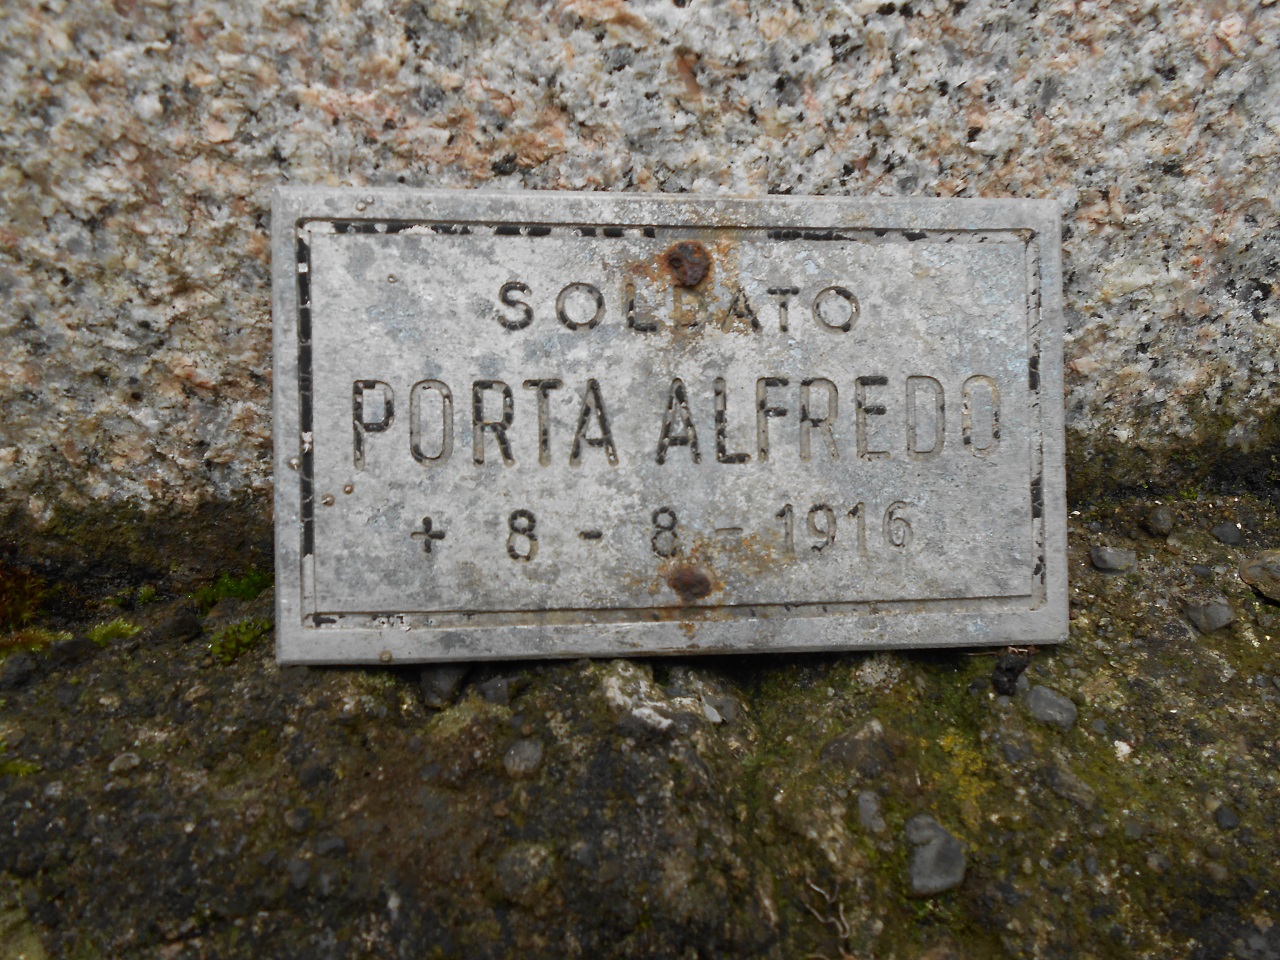 SOLDATO
PORTA ALFREDO
+ 8 - 8 - 1916